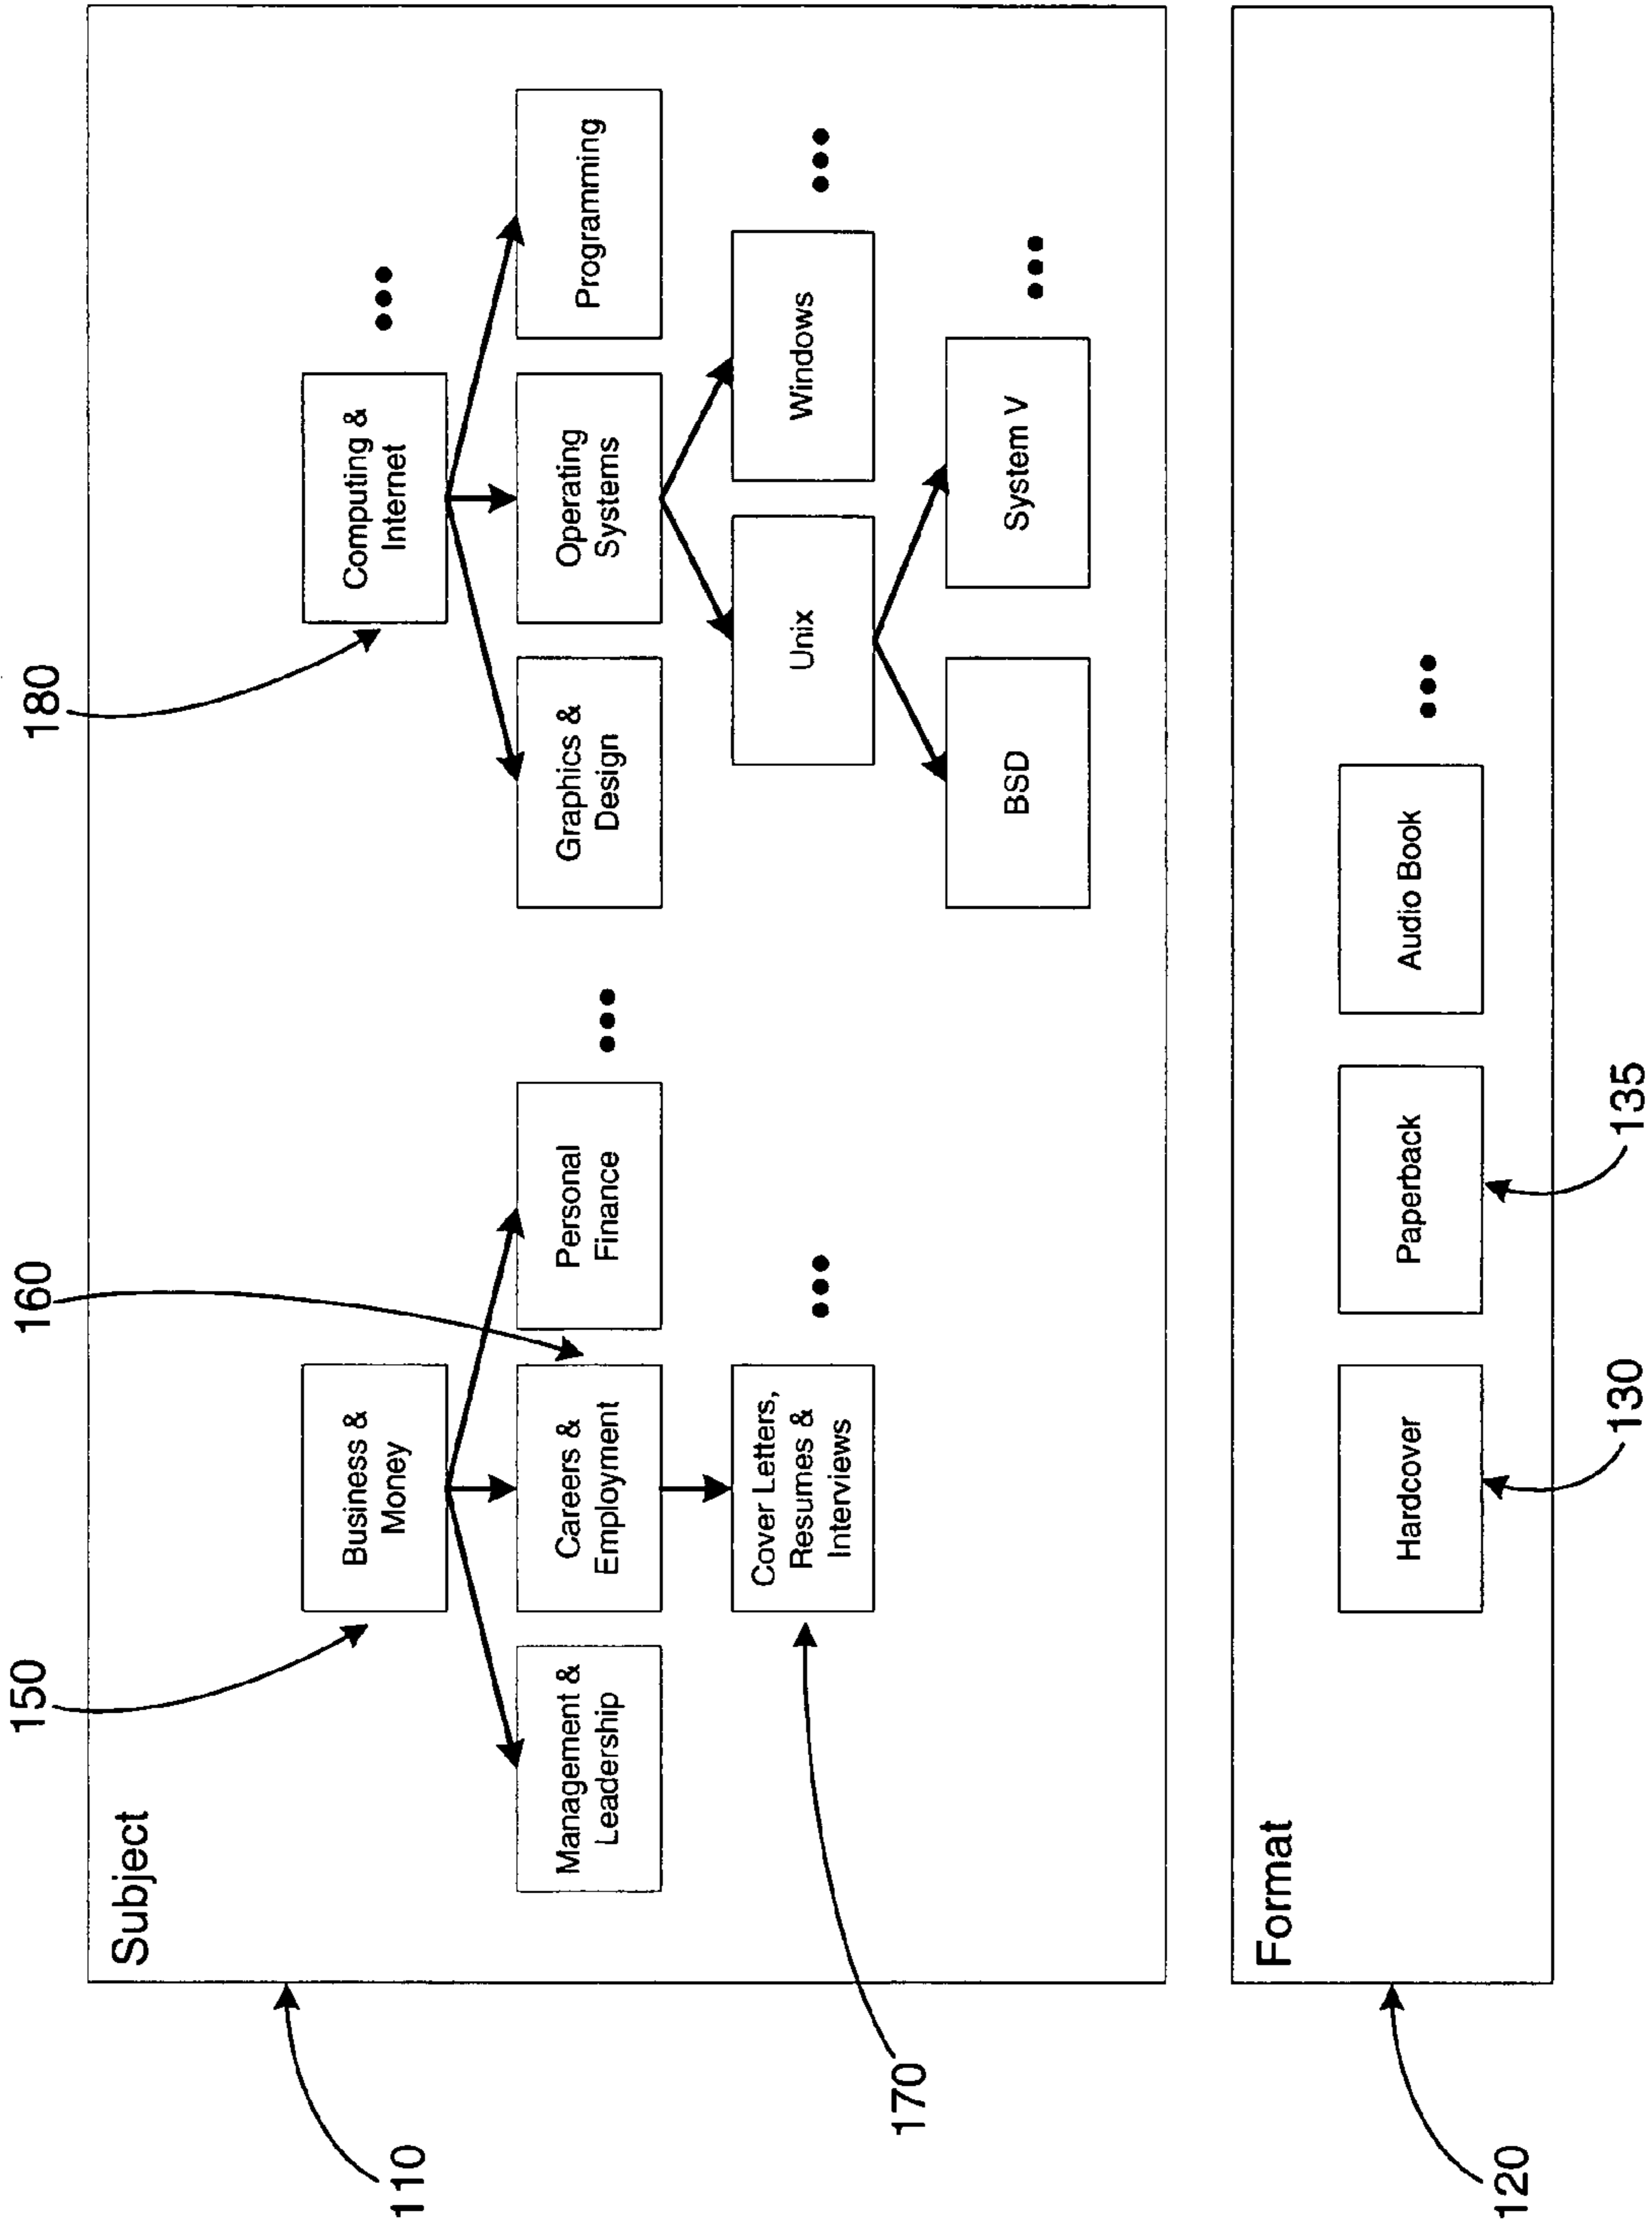 180
160
150
Subject
Business &
Money
Computing &
Internet
Management &
Leadership
Careers &
Employment
Personal
Finance
Graphics &
Design
Operating
Systems
Programming
Cover Letters,
Resumes &
Interviews
Unix
Windows
BSD
System V
110
170
Format
Hardcover
Paperback
Audio Book
120
130
135